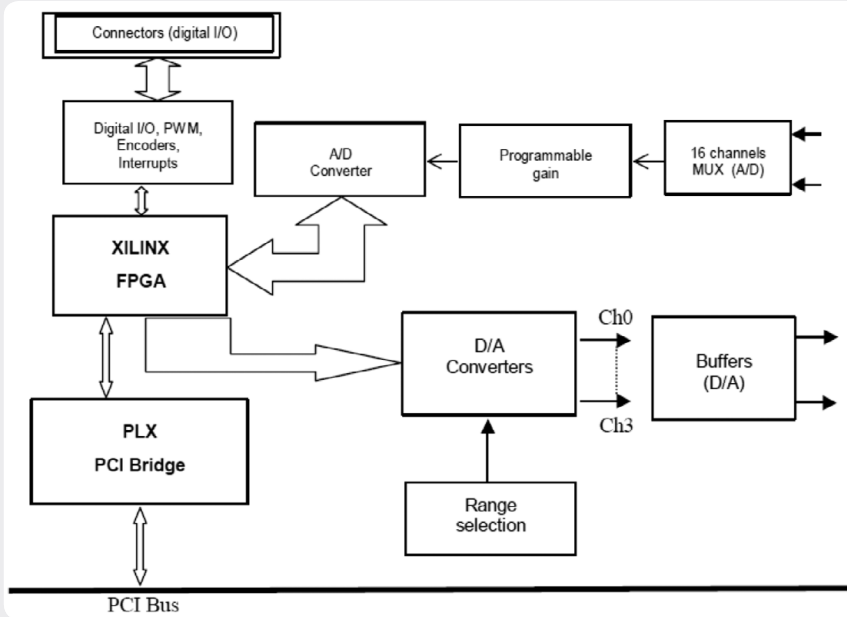 Connectors (digital I/O)
Digital I/O, PWM,
Encoders,
Interrupts
A/D
Converter
Programmable
gain
16 channels
MUX (A/D)
XILINX
FPGA
D/A
Converters
Ch0
Ch3
Buffers
(D/A)
PLX
PCI Bridge
Range
selection
PCI Bus